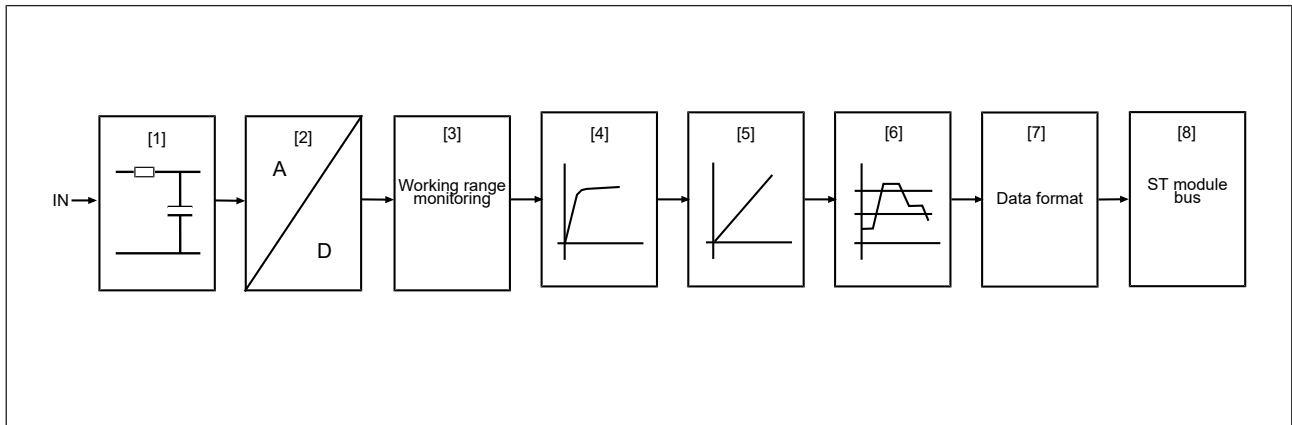 IN
[1]
[2]
A
D
[3]
Working range
monitoring
[4]
[5]
[6]
[7]
Data format
[8]
ST module
bus